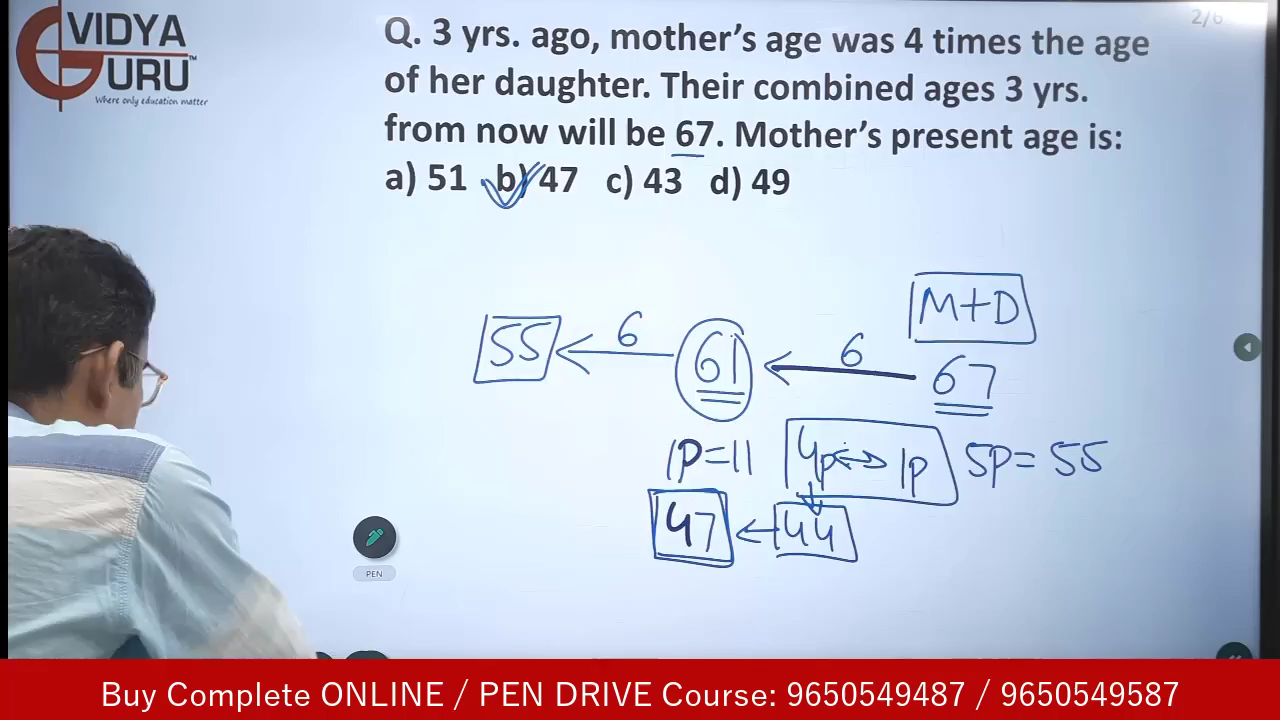 VIDYA
GURU™
Where only education matter
2/6
Q. 3 yrs. ago, mother's age was 4 times the age
of her daughter. Their combined ages 3 yrs.
from now will be 67. Mother's present age is:
a) 51 b) 47 c) 43 d) 49
M+D
55 6 61 6 67
1P=11 4p↔1p 5P=55
47 ← 44
PEN
Buy Complete ONLINE / PEN DRIVE Course: 9650549487 / 9650549587